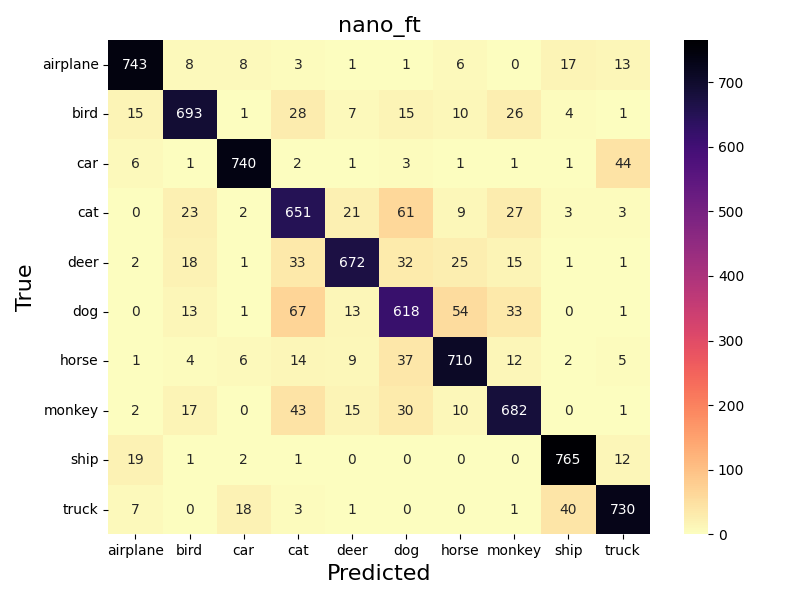 nano_ft
airplane 743 8 8 3 1 1 6 0 17 13
bird 15 693 1 28 7 15 10 26 4 1
car 6 1 740 2 1 3 1 1 1 44
cat 0 23 2 651 21 61 9 27 3 3
deer 2 18 1 33 672 32 25 15 1 1
dog 0 13 1 67 13 618 54 33 0 1
horse 1 4 6 14 9 37 710 12 2 5
monkey 2 17 0 43 15 30 10 682 0 1
ship 19 1 2 1 0 0 0 0 765 12
truck 7 0 18 3 1 0 0 1 40 730
airplane bird car cat deer dog horse monkey ship truck
Predicted
True
700
600
500
400
300
200
100
0